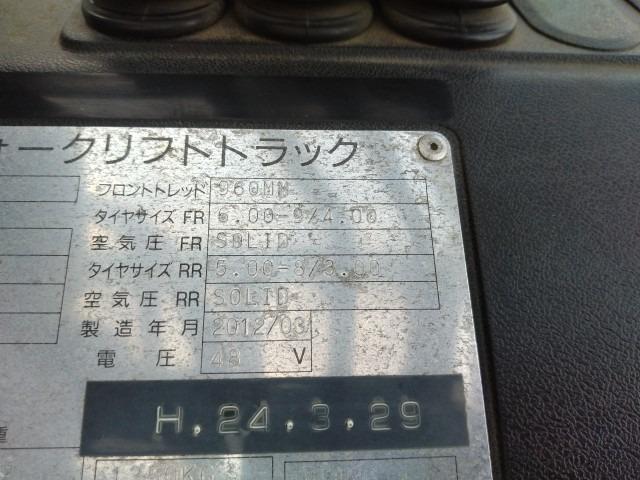 ォークリフトトラック
フロントトレッド 960MM
タイヤサイズ FR 6.00-9/4.00
空気圧 FR SOLID
タイヤサイズ RR 5.00-8/3.00
空気圧 RR SOLID
製造年月 2012/03
電圧 48 V
H.24.3.29
重